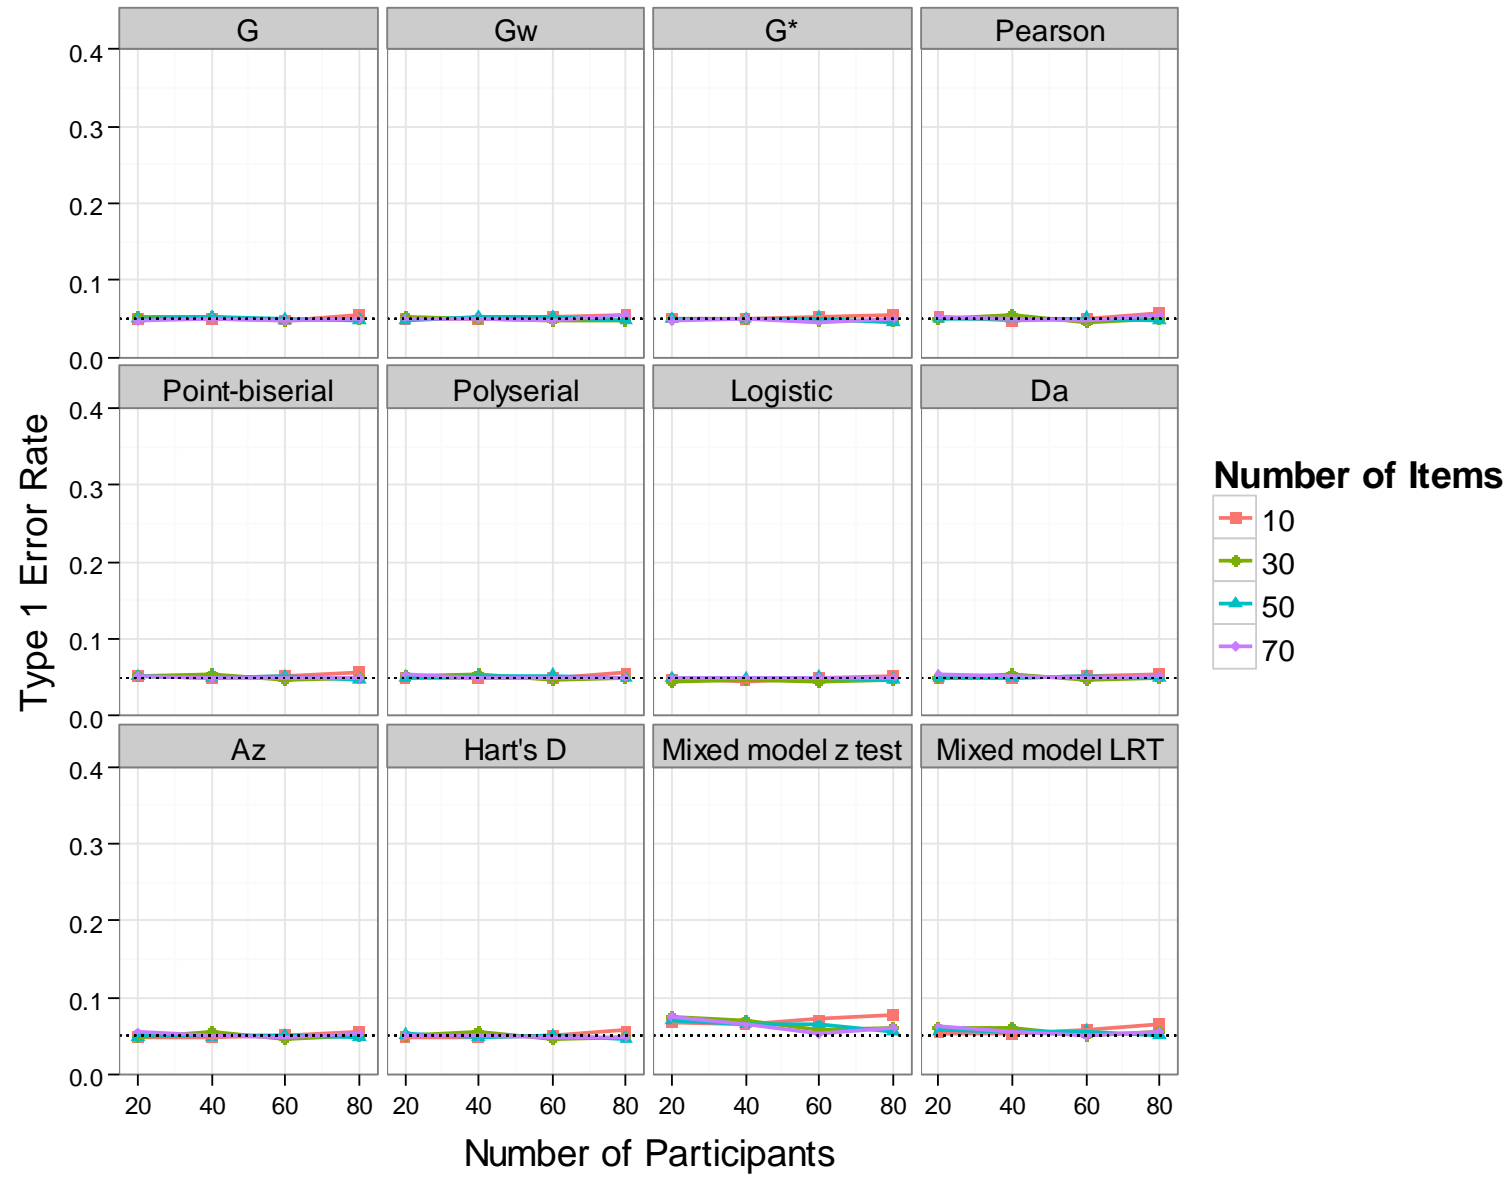 G Gw G* Pearson
0.4
0.3
0.2
0.1
0.0
Point-biserial Polyserial Logistic Da
0.4
0.3
0.2
0.1
0.0
Az Hart's D Mixed model z test Mixed model LRT
0.4
0.3
0.2
0.1
0.0
20 40 60 80 20 40 60 80 20 40 60 80 20 40 60 80
Number of Participants
Type 1 Error Rate
Number of Items
10
30
50
70